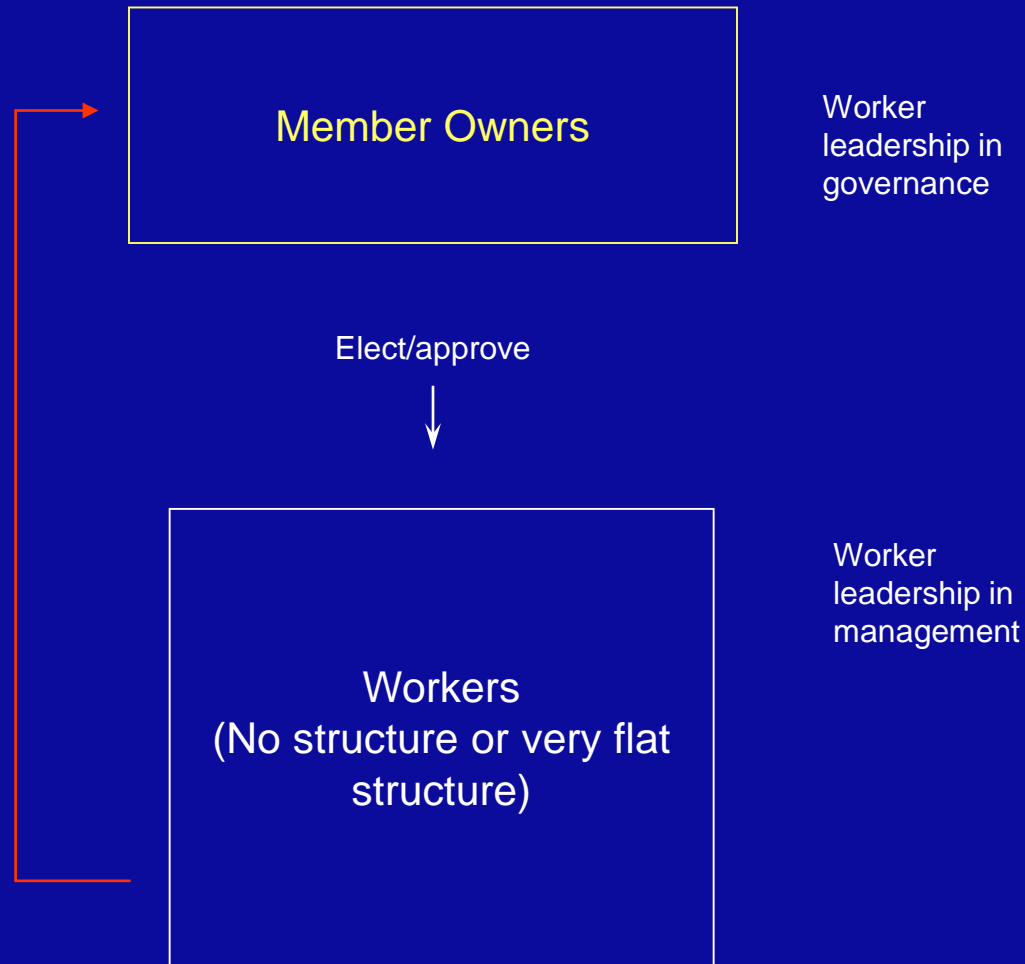 Member Owners
Worker
leadership in
governance
Elect/approve
Worker
leadership in
management
Workers
(No structure or very flat
structure)